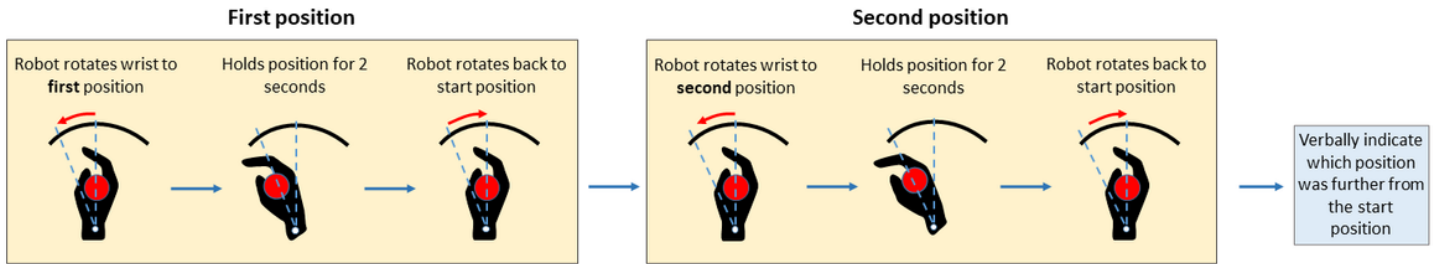 First position
Robot rotates wrist to
first position
Holds position for 2
seconds
Robot rotates back to
start position
Second position
Robot rotates wrist to
second position
Holds position for 2
seconds
Robot rotates back to
start position
Verbally indicate
which position
was further from
the start
position